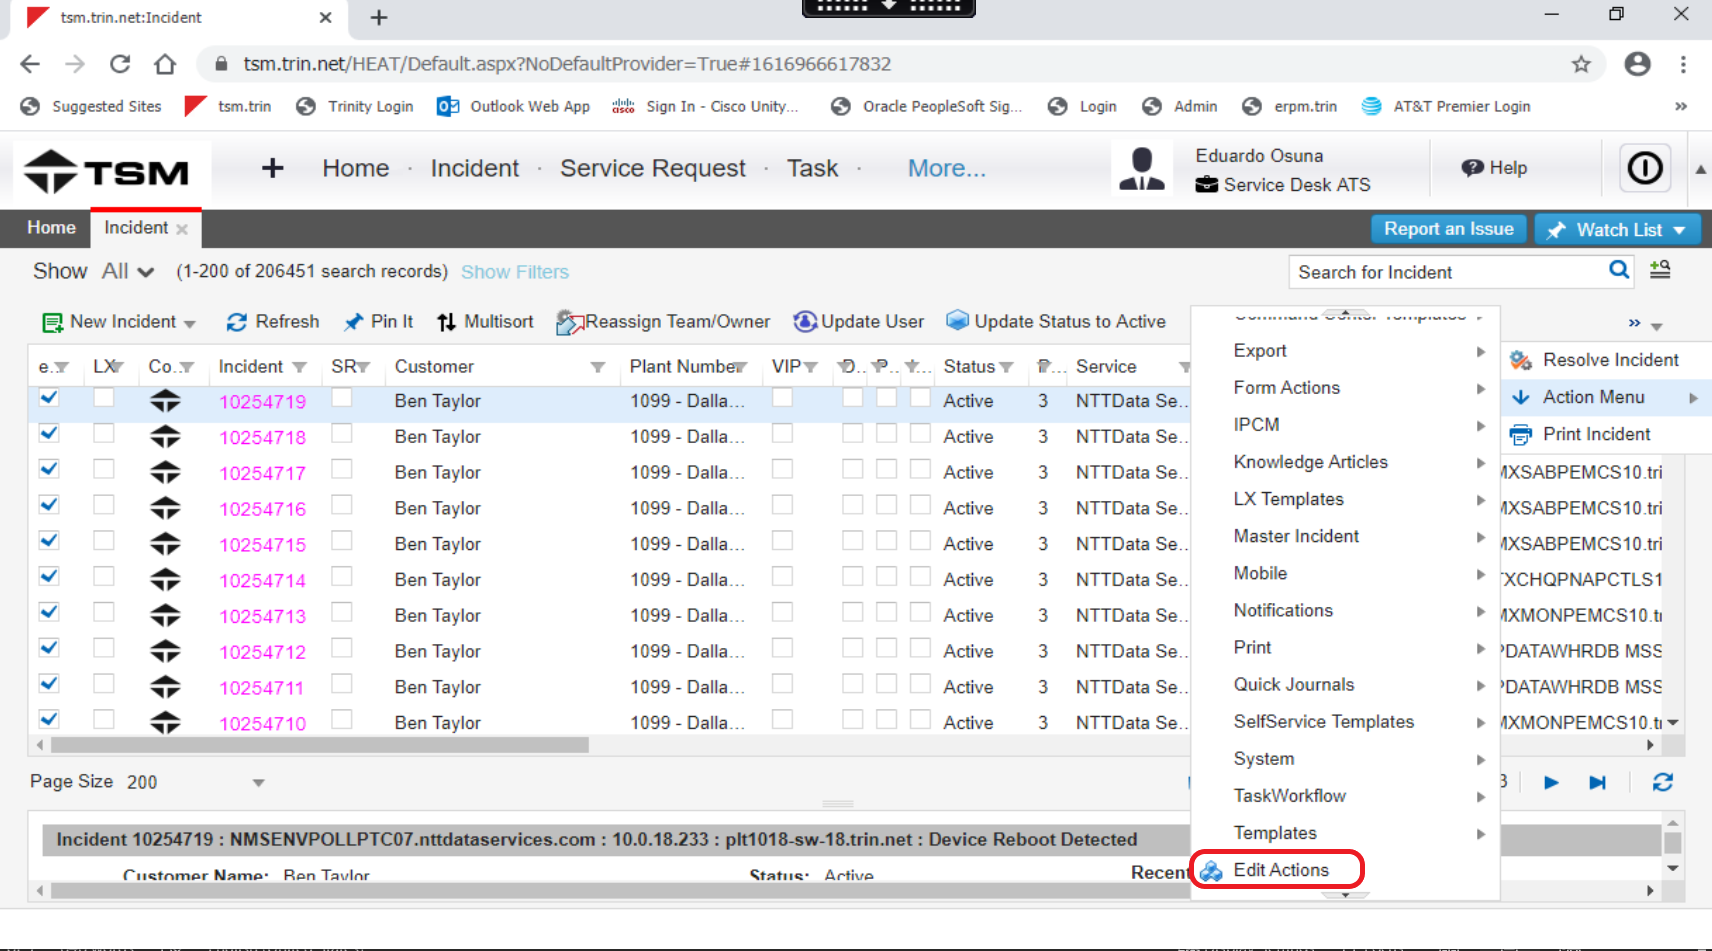 tsm.trin.net:Incident
tsm.trin.net/HEAT/Default.aspx?NoDefaultProvider=True#1616966617832
Suggested Sites tsm.trin Trinity Login Outlook Web App cisco Sign In - Cisco Unity... Oracle PeopleSoft Sig... Login Admin erpm.trin AT&T Premier Login »
TSM + Home · Incident · Service Request · Task · More... Eduardo Osuna Help
Service Desk ATS
Home Incident Report an Issue Watch List
Show All (1-200 of 206451 search records) Show Filters Search for Incident
New Incident Refresh Pin It Multisort Reassign Team/Owner Update User Update Status to Active »
e.. LX Co.. Incident SR Customer Plant Number VIP D.. P.. Status Service
10254719 Ben Taylor 1099 - Dalla... Active 3 NTTData Se..
10254718 Ben Taylor 1099 - Dalla... Active 3 NTTData Se..
10254717 Ben Taylor 1099 - Dalla... Active 3 NTTData Se.. MXSABPEMCS10.tri
10254716 Ben Taylor 1099 - Dalla... Active 3 NTTData Se.. MXSABPEMCS10.tri
10254715 Ben Taylor 1099 - Dalla... Active 3 NTTData Se.. MXSABPEMCS10.tri
10254714 Ben Taylor 1099 - Dalla... Active 3 NTTData Se.. TXCHQPNAPCTLS1
10254713 Ben Taylor 1099 - Dalla... Active 3 NTTData Se.. MXMONPEMCS10.tr
10254712 Ben Taylor 1099 - Dalla... Active 3 NTTData Se.. PDATAWHRDB MSS
10254711 Ben Taylor 1099 - Dalla... Active 3 NTTData Se.. PDATAWHRDB MSS
10254710 Ben Taylor 1099 - Dalla... Active 3 NTTData Se.. MXMONPEMCS10.tr
Command Center Templates
Export
Form Actions
IPCM
Knowledge Articles
LX Templates
Master Incident
Mobile
Notifications
Print
Quick Journals
SelfService Templates
System
TaskWorkflow
Templates
Edit Actions
Resolve Incident
Action Menu
Print Incident
Page Size 200 3
Incident 10254719 : NMSENVPOLLPTC07.nttdataservices.com : 10.0.18.233 : plt1018-sw-18.trin.net : Device Reboot Detected
Customer Name: Ben Taylor Status: Active Recent